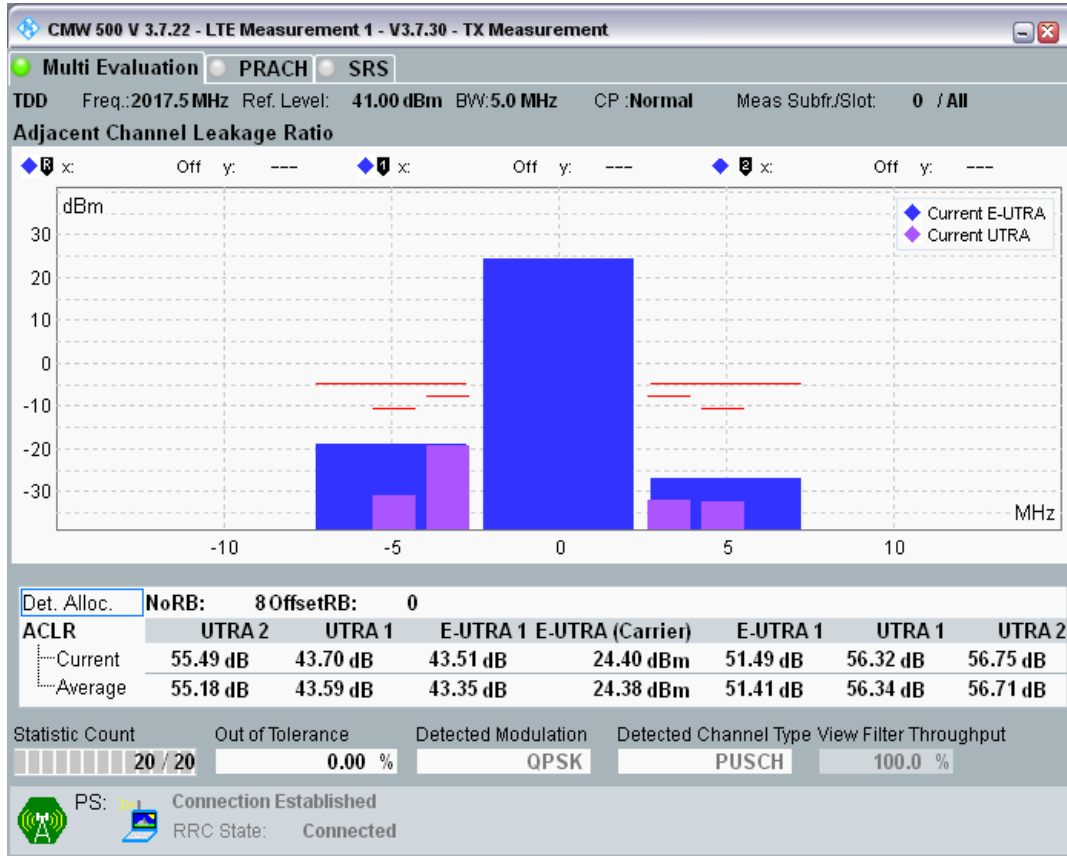 CMW 500 V 3.7.22 - LTE Measurement 1 - V3.7.30 - TX Measurement
Multi Evaluation PRACH SRS
TDD Freq.:2017.5 MHz Ref. Level: 41.00 dBm BW:5.0 MHz CP :Normal Meas Subfr./Slot: 0 / All
Adjacent Channel Leakage Ratio
R x: Off y: --- 1 x: Off y: --- 2 x: Off y: ---
dBm
Current E-UTRA
Current UTRA
30
20
10
0
-10
-20
-30
MHz
-10 -5 0 5 10
Det. Alloc. NoRB: 8 OffsetRB: 0
ACLR UTRA 2 UTRA 1 E-UTRA 1 E-UTRA (Carrier) E-UTRA 1 UTRA 1 UTRA 2
Current 55.49 dB 43.70 dB 43.51 dB 24.40 dBm 51.49 dB 56.32 dB 56.75 dB
Average 55.18 dB 43.59 dB 43.35 dB 24.38 dBm 51.41 dB 56.34 dB 56.71 dB
Statistic Count Out of Tolerance Detected Modulation Detected Channel Type View Filter Throughput
20 / 20 0.00 % QPSK PUSCH 100.0 %
PS: Connection Established
RRC State: Connected